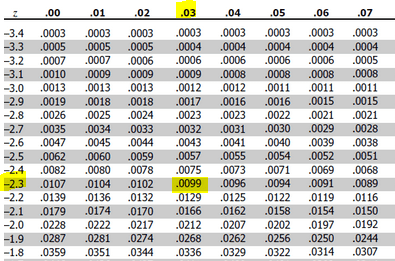 z .00 .01 .02 .03 .04 .05 .06 .07
–3.4 .0003 .0003 .0003 .0003 .0003 .0003 .0003 .0003
–3.3 .0005 .0005 .0005 .0004 .0004 .0004 .0004 .0004
–3.2 .0007 .0007 .0006 .0006 .0006 .0006 .0006 .0005
–3.1 .0010 .0009 .0009 .0009 .0008 .0008 .0008 .0008
–3.0 .0013 .0013 .0013 .0012 .0012 .0011 .0011 .0011
–2.9 .0019 .0018 .0018 .0017 .0016 .0016 .0015 .0015
–2.8 .0026 .0025 .0024 .0023 .0023 .0022 .0021 .0021
–2.7 .0035 .0034 .0033 .0032 .0031 .0030 .0029 .0028
–2.6 .0047 .0045 .0044 .0043 .0041 .0040 .0039 .0038
–2.5 .0062 .0060 .0059 .0057 .0055 .0054 .0052 .0051
–2.4 .0082 .0080 .0078 .0075 .0073 .0071 .0069 .0068
–2.3 .0107 .0104 .0102 .0099 .0096 .0094 .0091 .0089
–2.2 .0139 .0136 .0132 .0129 .0125 .0122 .0119 .0116
–2.1 .0179 .0174 .0170 .0166 .0162 .0158 .0154 .0150
–2.0 .0228 .0222 .0217 .0212 .0207 .0202 .0197 .0192
–1.9 .0287 .0281 .0274 .0268 .0262 .0256 .0250 .0244
–1.8 .0359 .0351 .0344 .0336 .0329 .0322 .0314 .0307